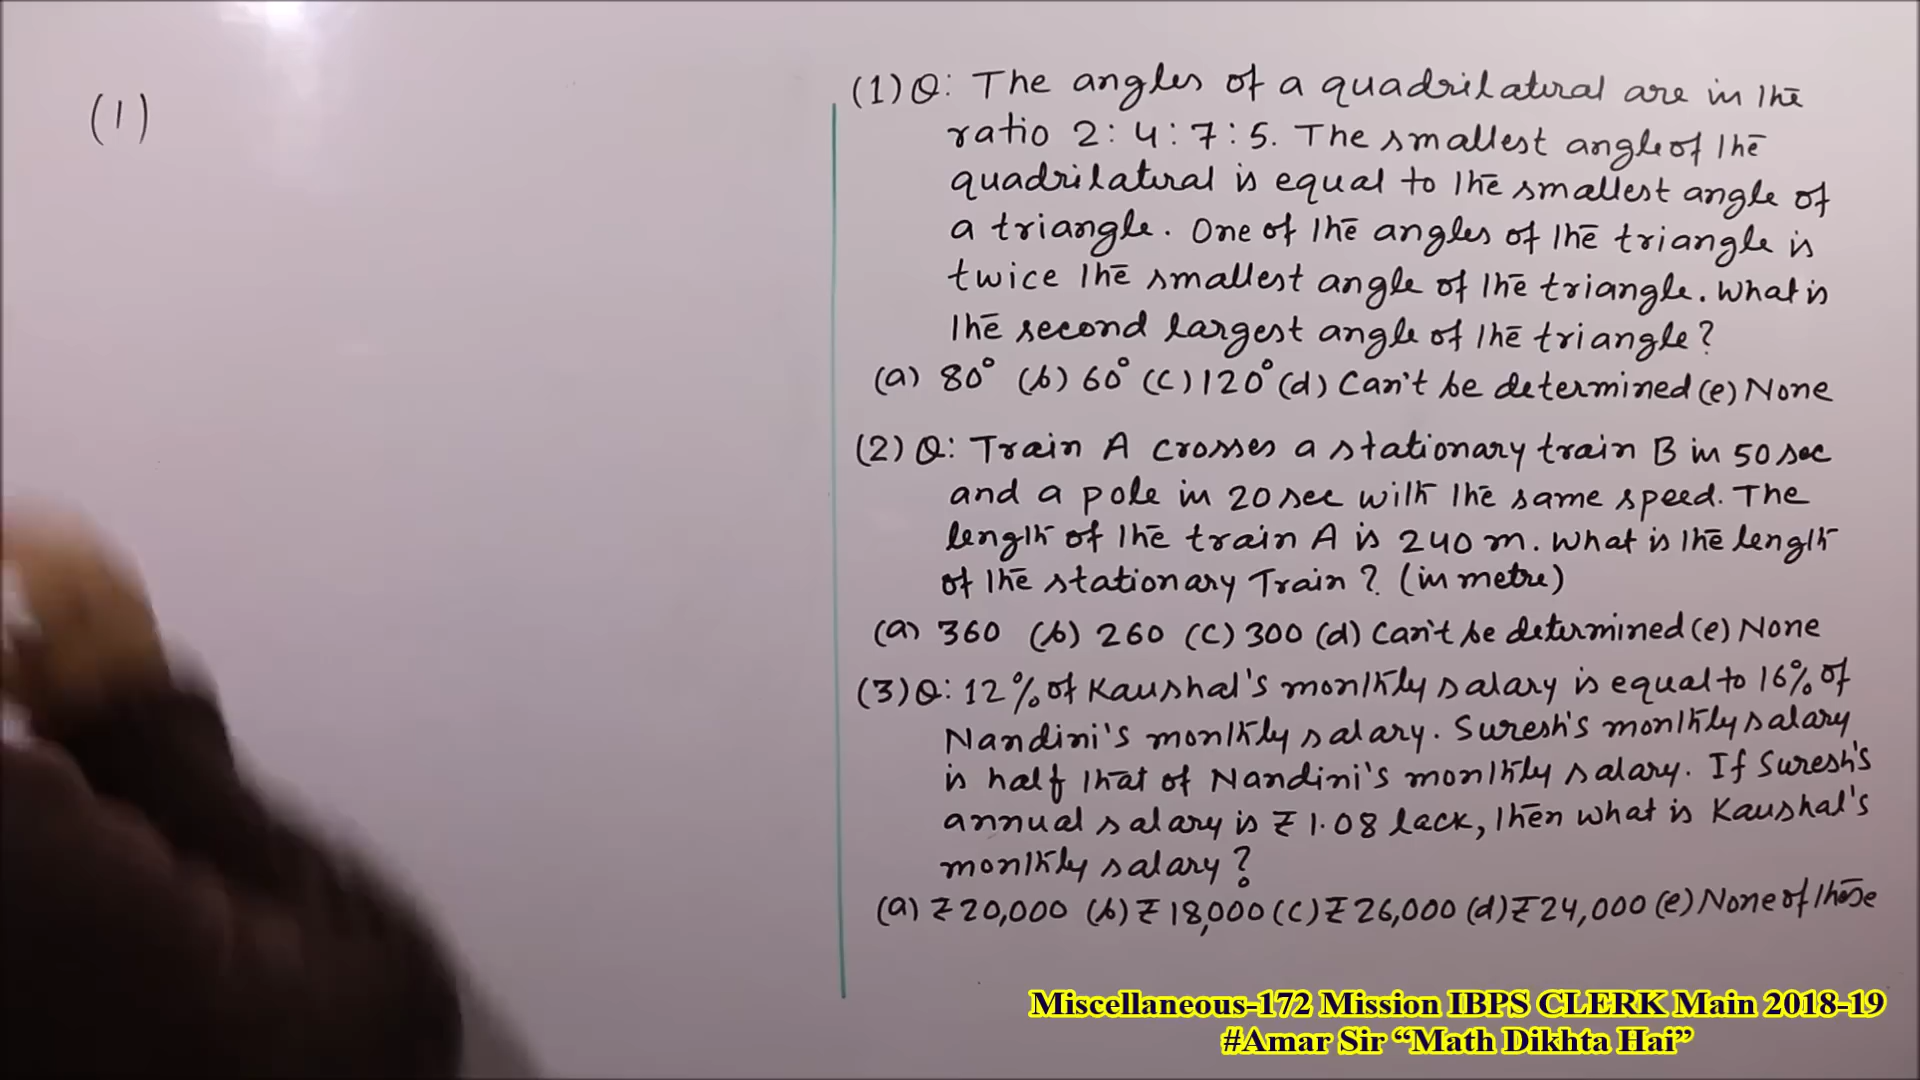 (1)
(1) Q: The angles of a quadrilateral are in the
ratio 2:4:7:5. The smallest angle of the
quadrilateral is equal to the smallest angle of
a triangle. One of the angles of the triangle is
twice the smallest angle of the triangle. What is
the second largest angle of the triangle?
(a) 80° (b) 60° (c) 120° (d) Can't be determined (e) None
(2) Q: Train A crosses a stationary train B in 50 sec
and a pole in 20 sec with the same speed. The
length of the train A is 240 m. What is the length
of the stationary Train? (in metre)
(a) 360 (b) 260 (c) 300 (d) Can't be determined (e) None
(3) Q: 12% of Kaushal's monthly salary is equal to 16% of
Nandini's monthly salary. Suresh's monthly salary
is half that of Nandini's monthly salary. If Suresh's
annual salary is ₹ 1.08 lack, then what is Kaushal's
monthly salary?
(a) ₹ 20,000 (b) ₹ 18,000 (c) ₹ 26,000 (d) ₹ 24,000 (e) None of these
Miscellaneous-172 Mission IBPS CLERK Main 2018-19
#Amar Sir “Math Dikhta Hai”